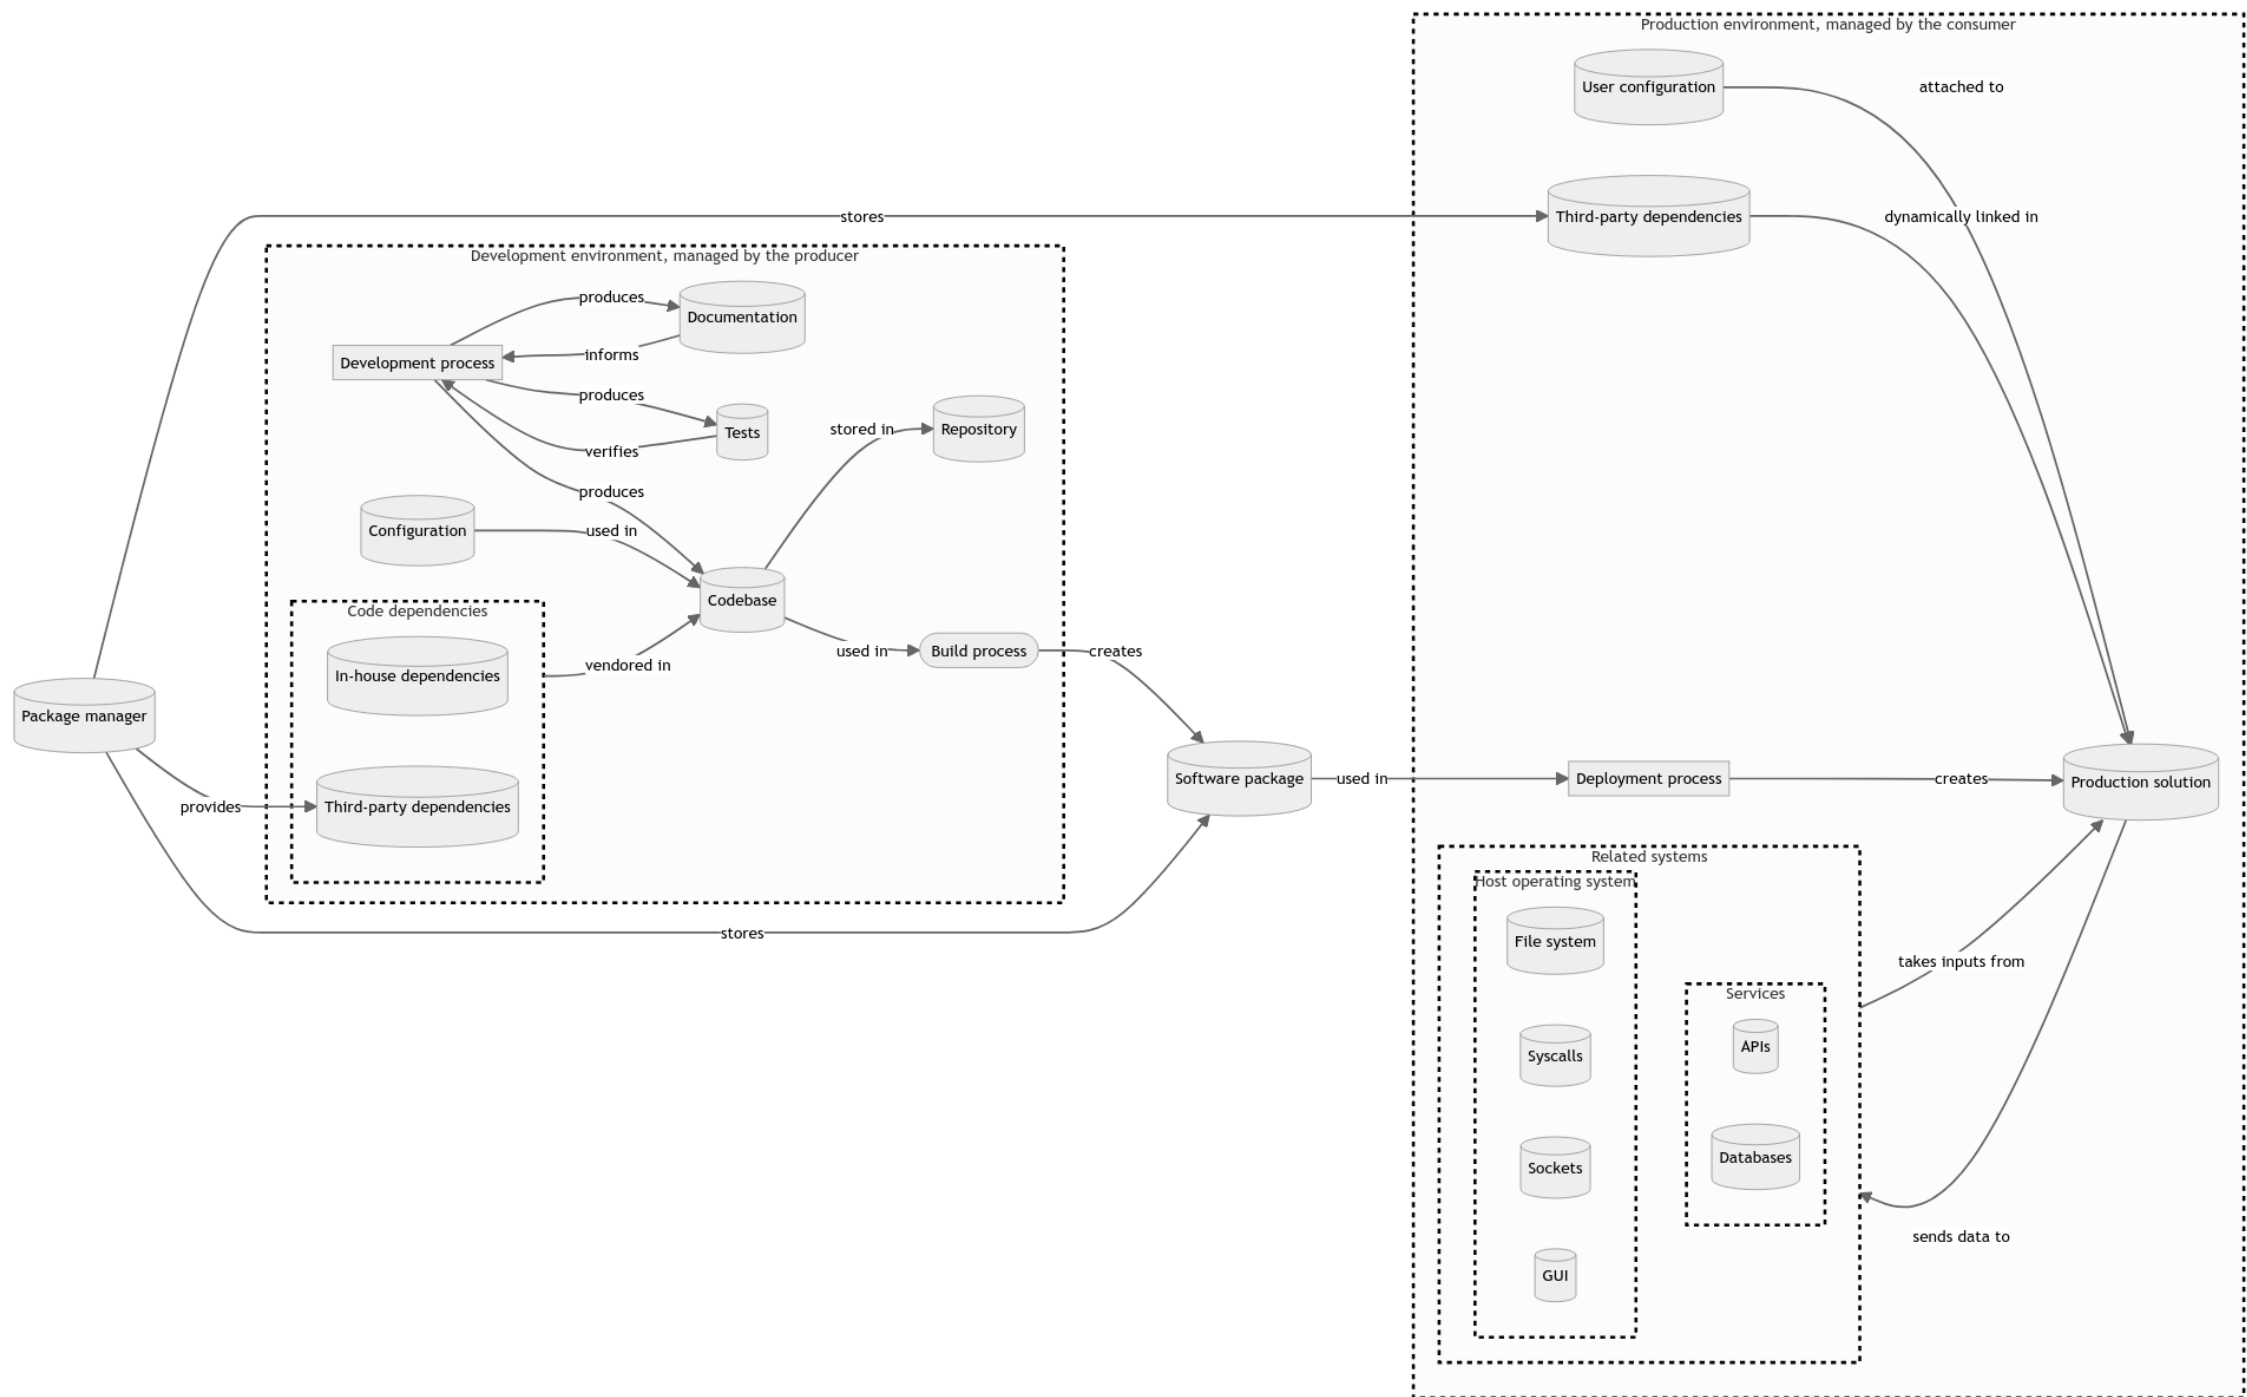 Production environment, managed by the consumer
User configuration
attached to
stores
Third-party dependencies
dynamically linked in
Development environment, managed by the producer
produces
Documentation
informs
Development process
produces
Tests
verifies
stored in
Repository
produces
Configuration
used in
Codebase
Code dependencies
In-house dependencies
vendored in
used in
Build process
creates
Package manager
provides
Third-party dependencies
Software package
used in
Deployment process
creates
Production solution
stores
Related systems
Host operating system
File system
Syscalls
Sockets
GUI
Services
APIs
Databases
takes inputs from
sends data to